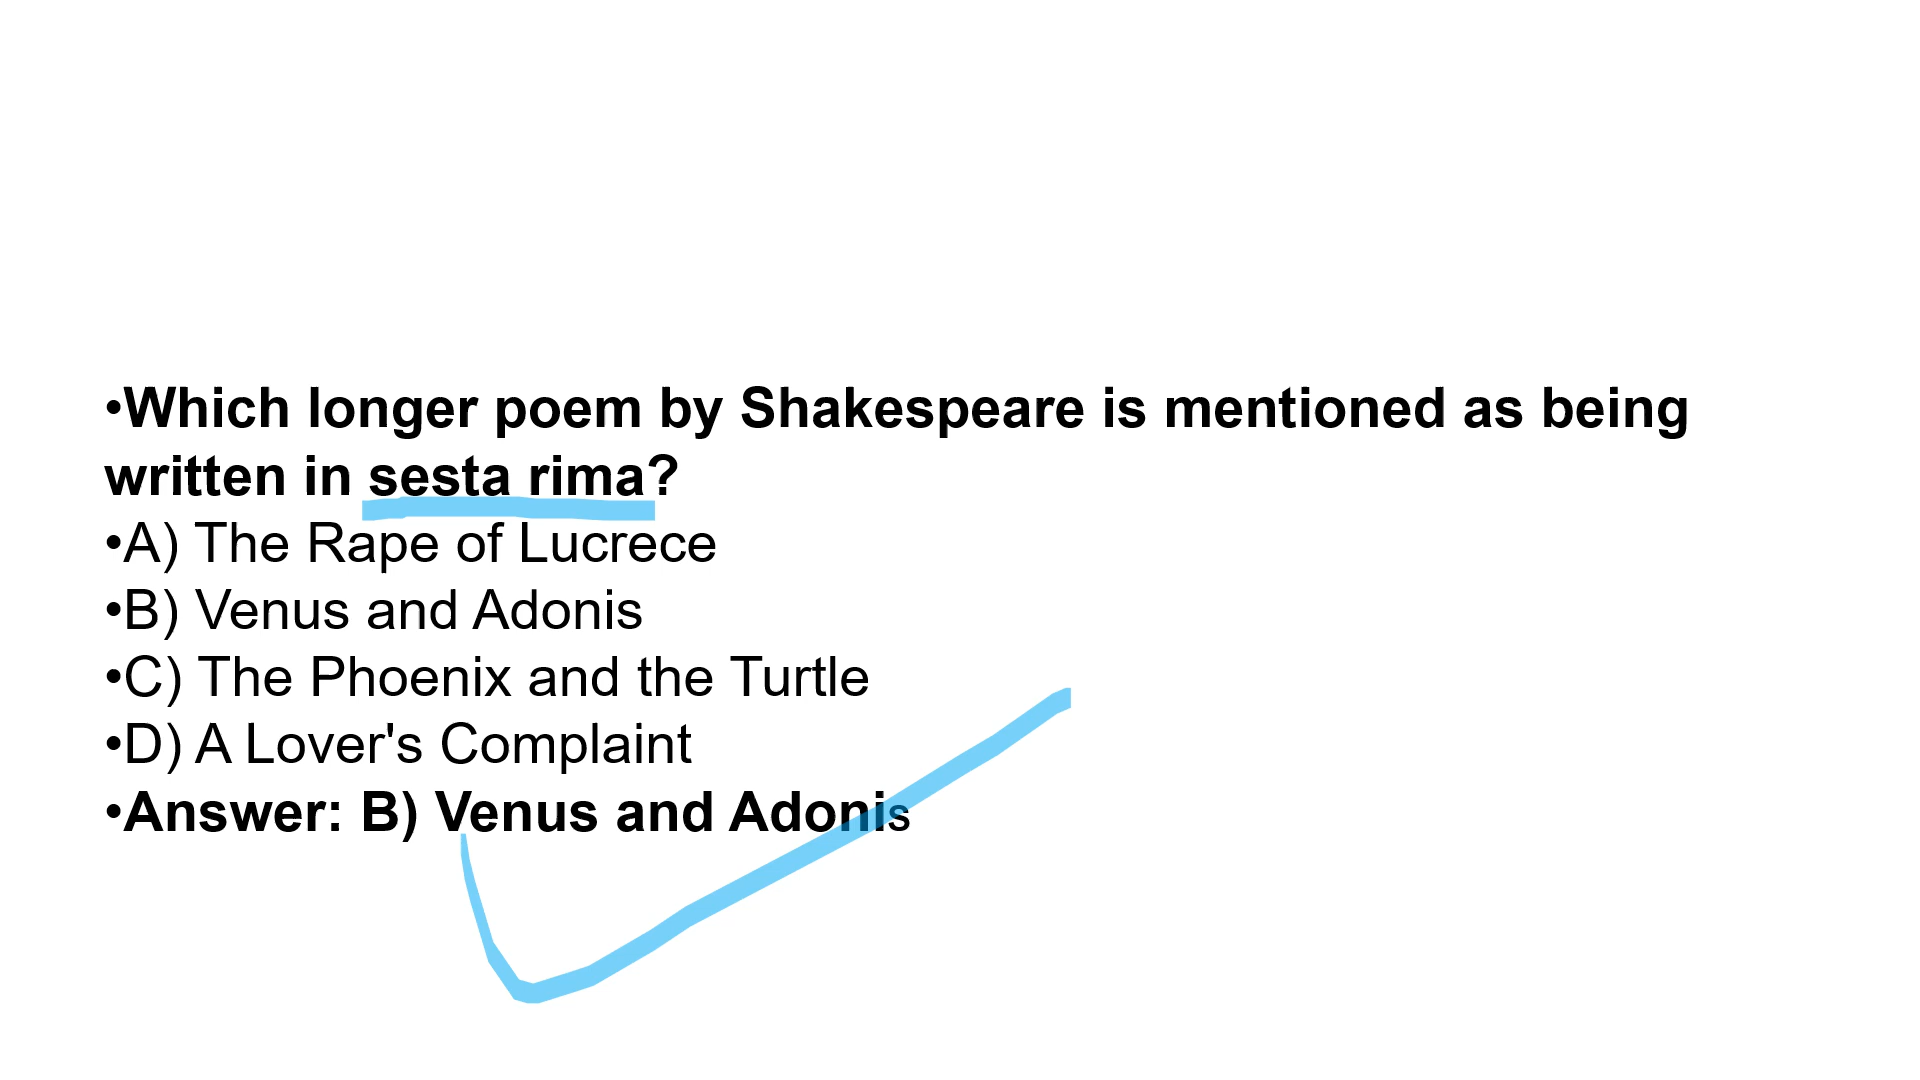 •Which longer poem by Shakespeare is mentioned as being
written in sesta rima?
•A) The Rape of Lucrece
•B) Venus and Adonis
•C) The Phoenix and the Turtle
•D) A Lover's Complaint
•Answer: B) Venus and Adonis